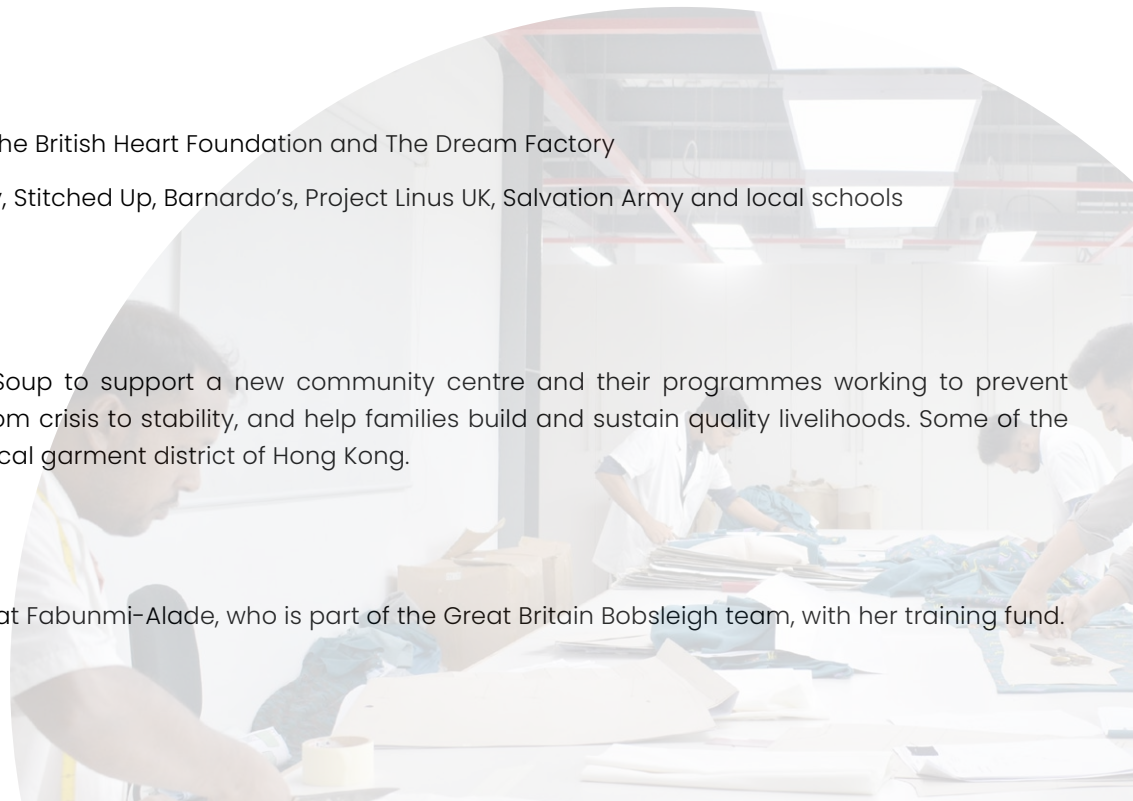 he British Heart Foundation and The Dream Factory
, Stitched Up, Barnardo’s, Project Linus UK, Salvation Army and local schools
Soup to support a new community centre and their programmes working to prevent
om crisis to stability, and help families build and sustain quality livelihoods. Some of the
cal garment district of Hong Kong.
at Fabunmi-Alade, who is part of the Great Britain Bobsleigh team, with her training fund.